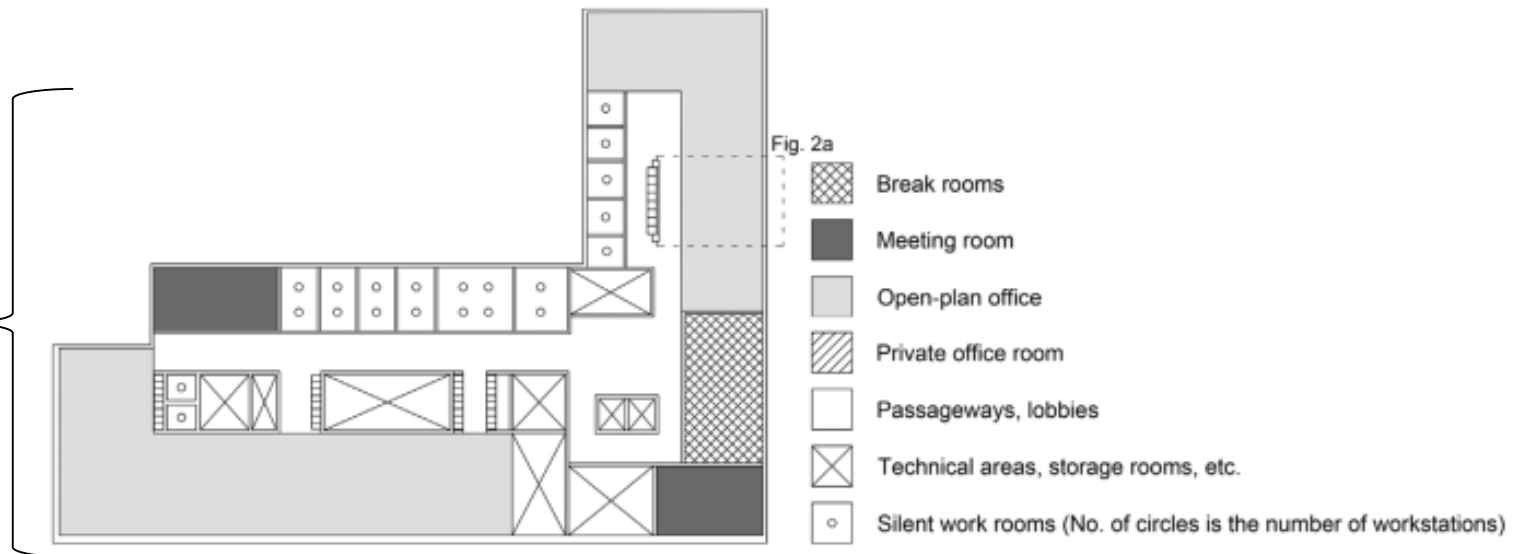 Fig. 2a
Break rooms
Meeting room
Open-plan office
Private office room
Passageways, lobbies
Technical areas, storage rooms, etc.
Silent work rooms (No. of circles is the number of workstations)